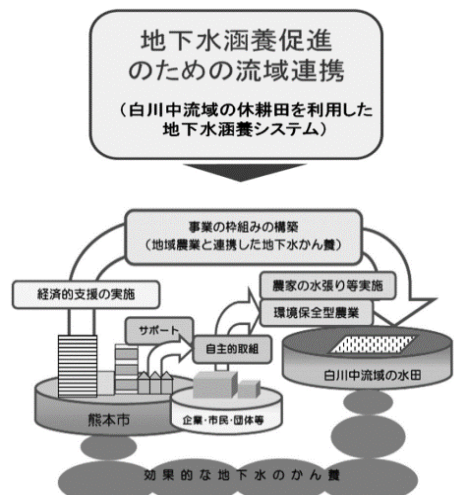 地下水涵養促進
のための流域連携
（白川中流域の休耕田を利用した
地下水涵養システム）
事業の枠組みの構築
（地域農業と連携した地下水かん養）
経済的支援の実施
農家の水張り等実施
環境保全型農業
サポート
自主的取組
白川中流域の水田
熊本市
企業・市民・団体等
効果的な地下水のかん養